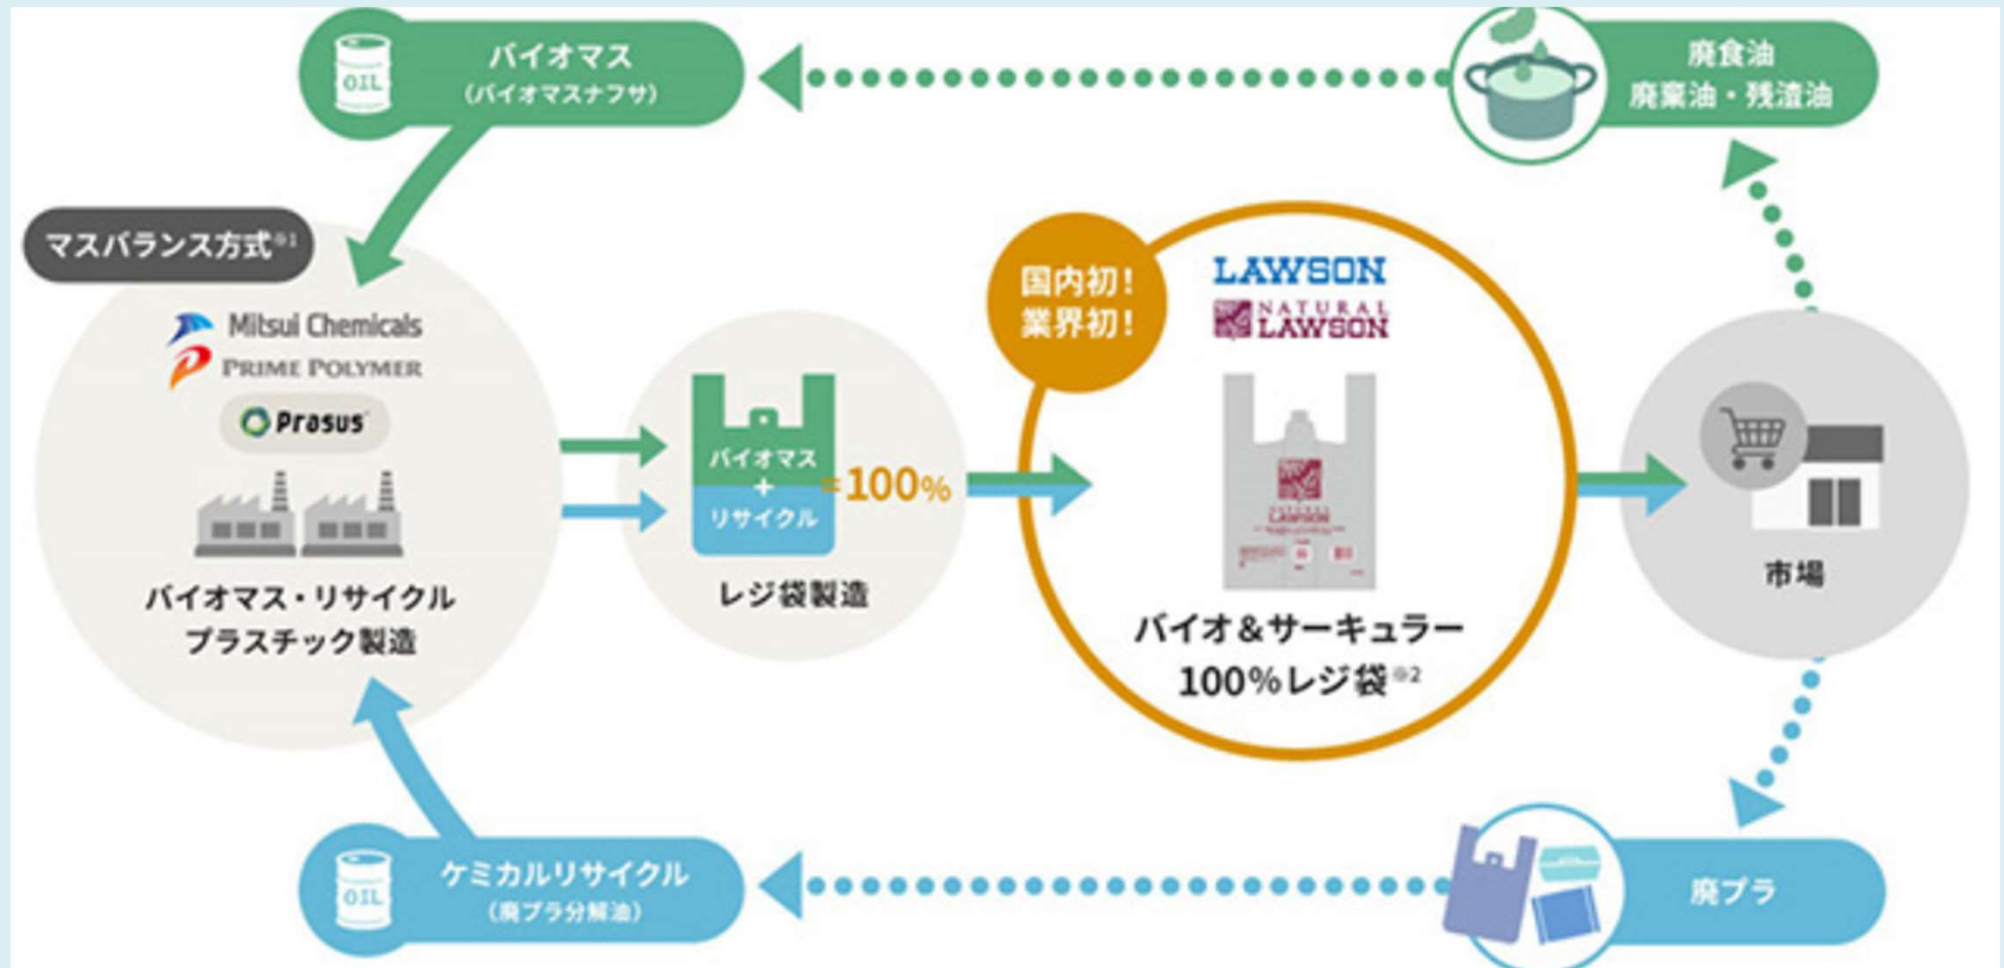 OIL
バイオマス
(バイオマスナフサ)
廃食油
廃棄油・残渣油
マスバランス方式※1
Mitsui Chemicals
PRIME POLYMER
Prasus
バイオマス・リサイクル
プラスチック製造
バイオマス
+
リサイクル
=100%
レジ袋製造
国内初!
業界初!
LAWSON
NATURAL
LAWSON
NATURAL
LAWSON
バイオ&サーキュラー
100%レジ袋※2
市場
OIL
ケミカルリサイクル
(廃プラ分解油)
廃プラ